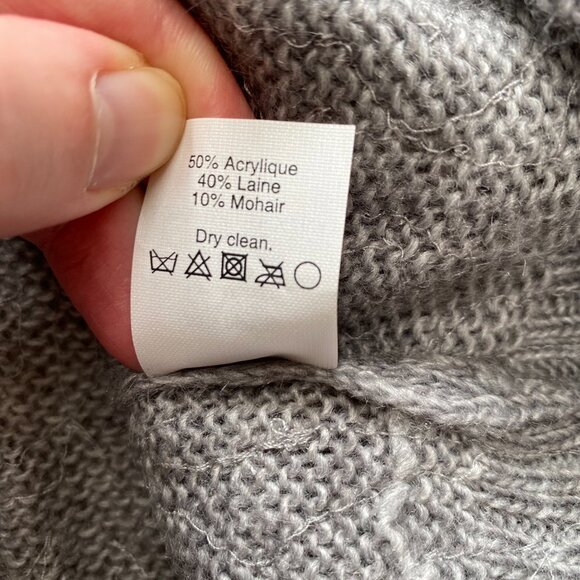 50% Acrylique
40% Laine
10% Mohair
Dry clean.